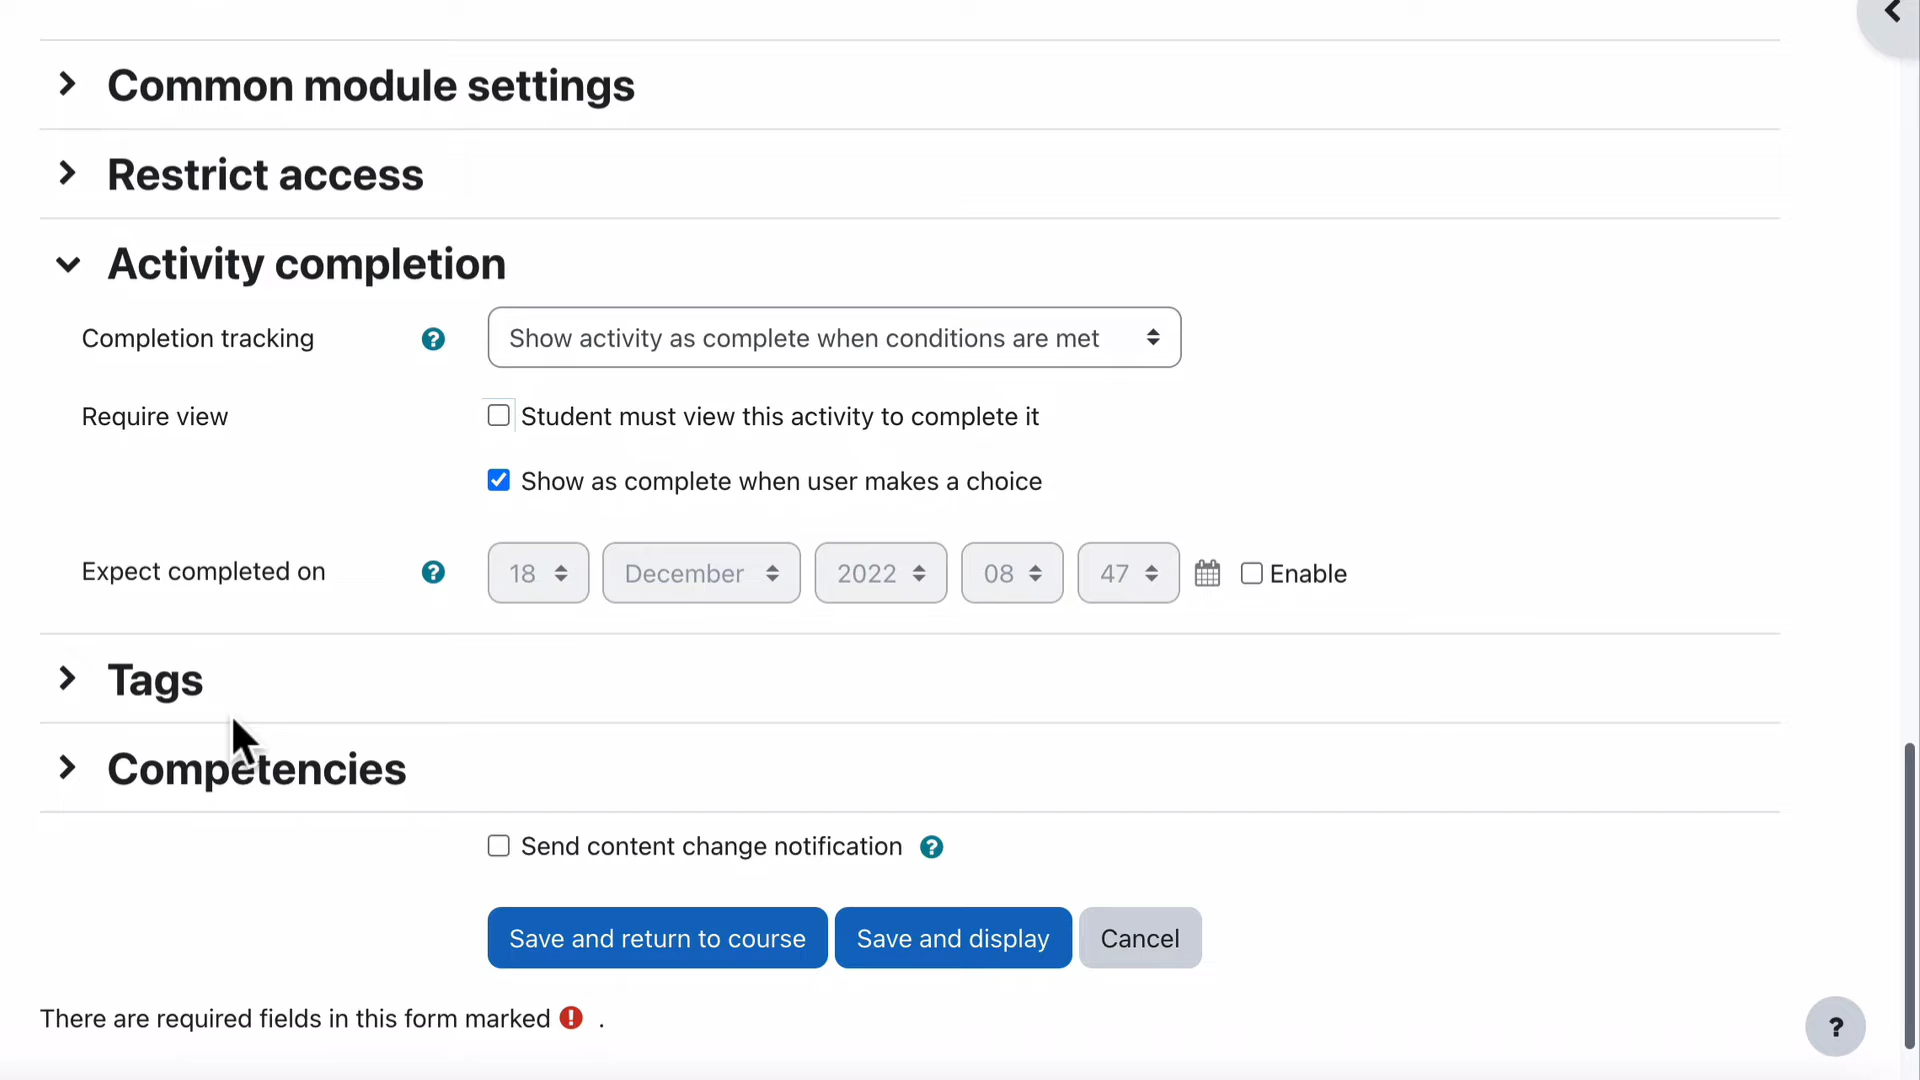 Common module settings
Restrict access
Activity completion
Completion tracking ? Show activity as complete when conditions are met
Require view Student must view this activity to complete it
Show as complete when user makes a choice
Expect completed on ? 18 December 2022 08 47 Enable
Tags
Competencies
Send content change notification ?
Save and return to course Save and display Cancel
There are required fields in this form marked ! .
?